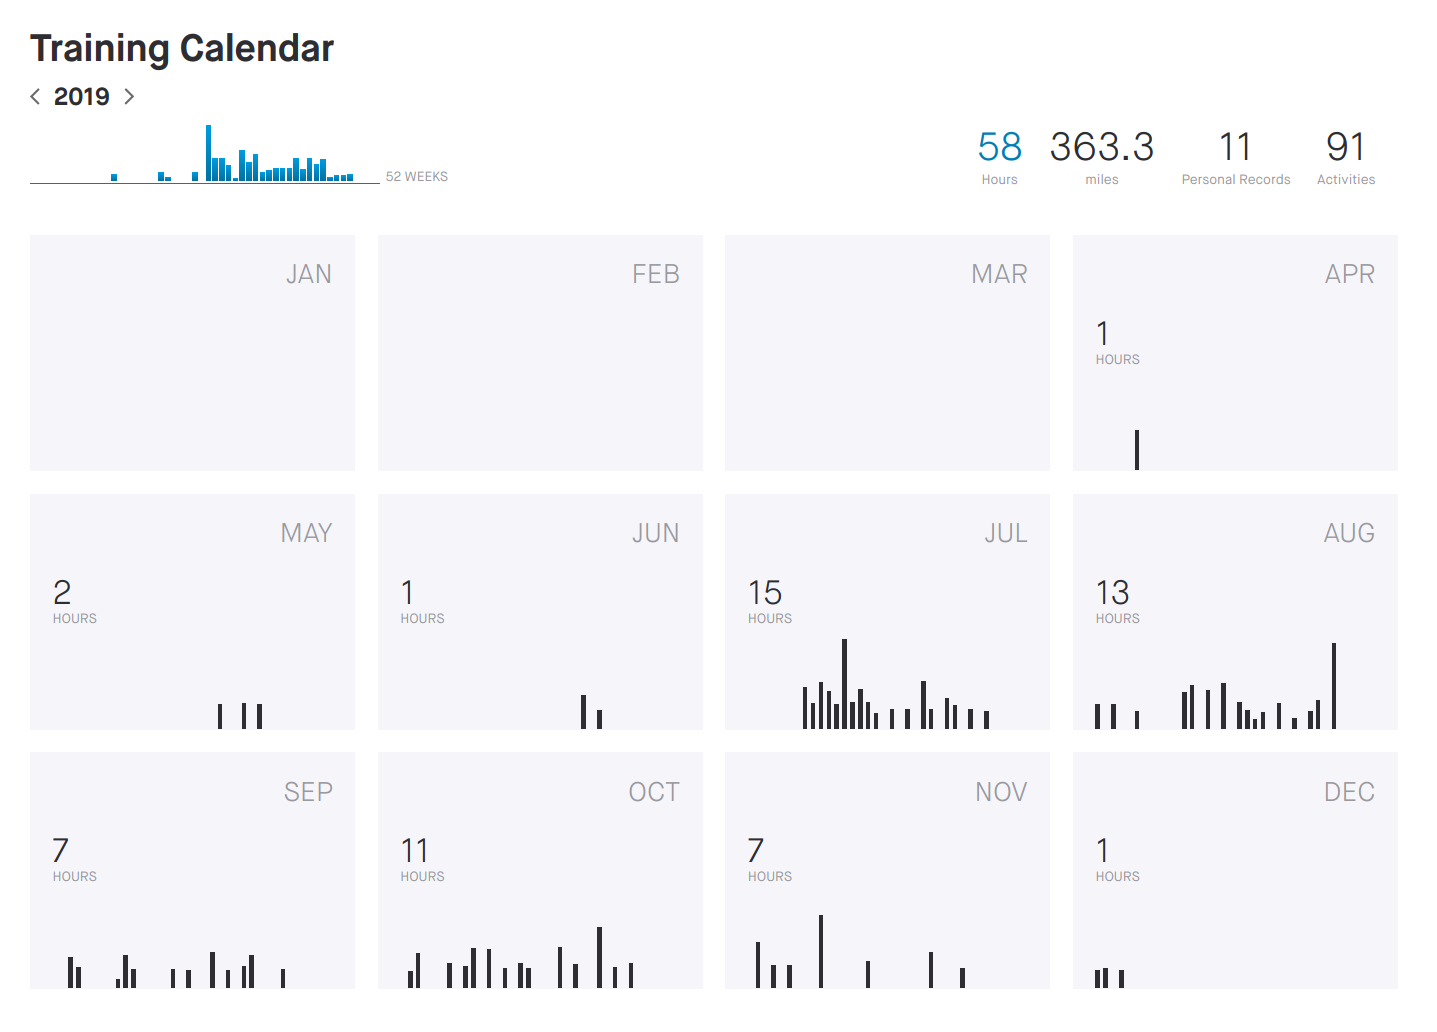 Training Calendar
2019
52 WEEKS
58 363.3 11 91
Hours miles Personal Records Activities
JAN FEB MAR APR
1
HOURS
MAY JUN JUL AUG
2 1 15 13
HOURS HOURS HOURS HOURS
SEP OCT NOV DEC
7 11 7 1
HOURS HOURS HOURS HOURS